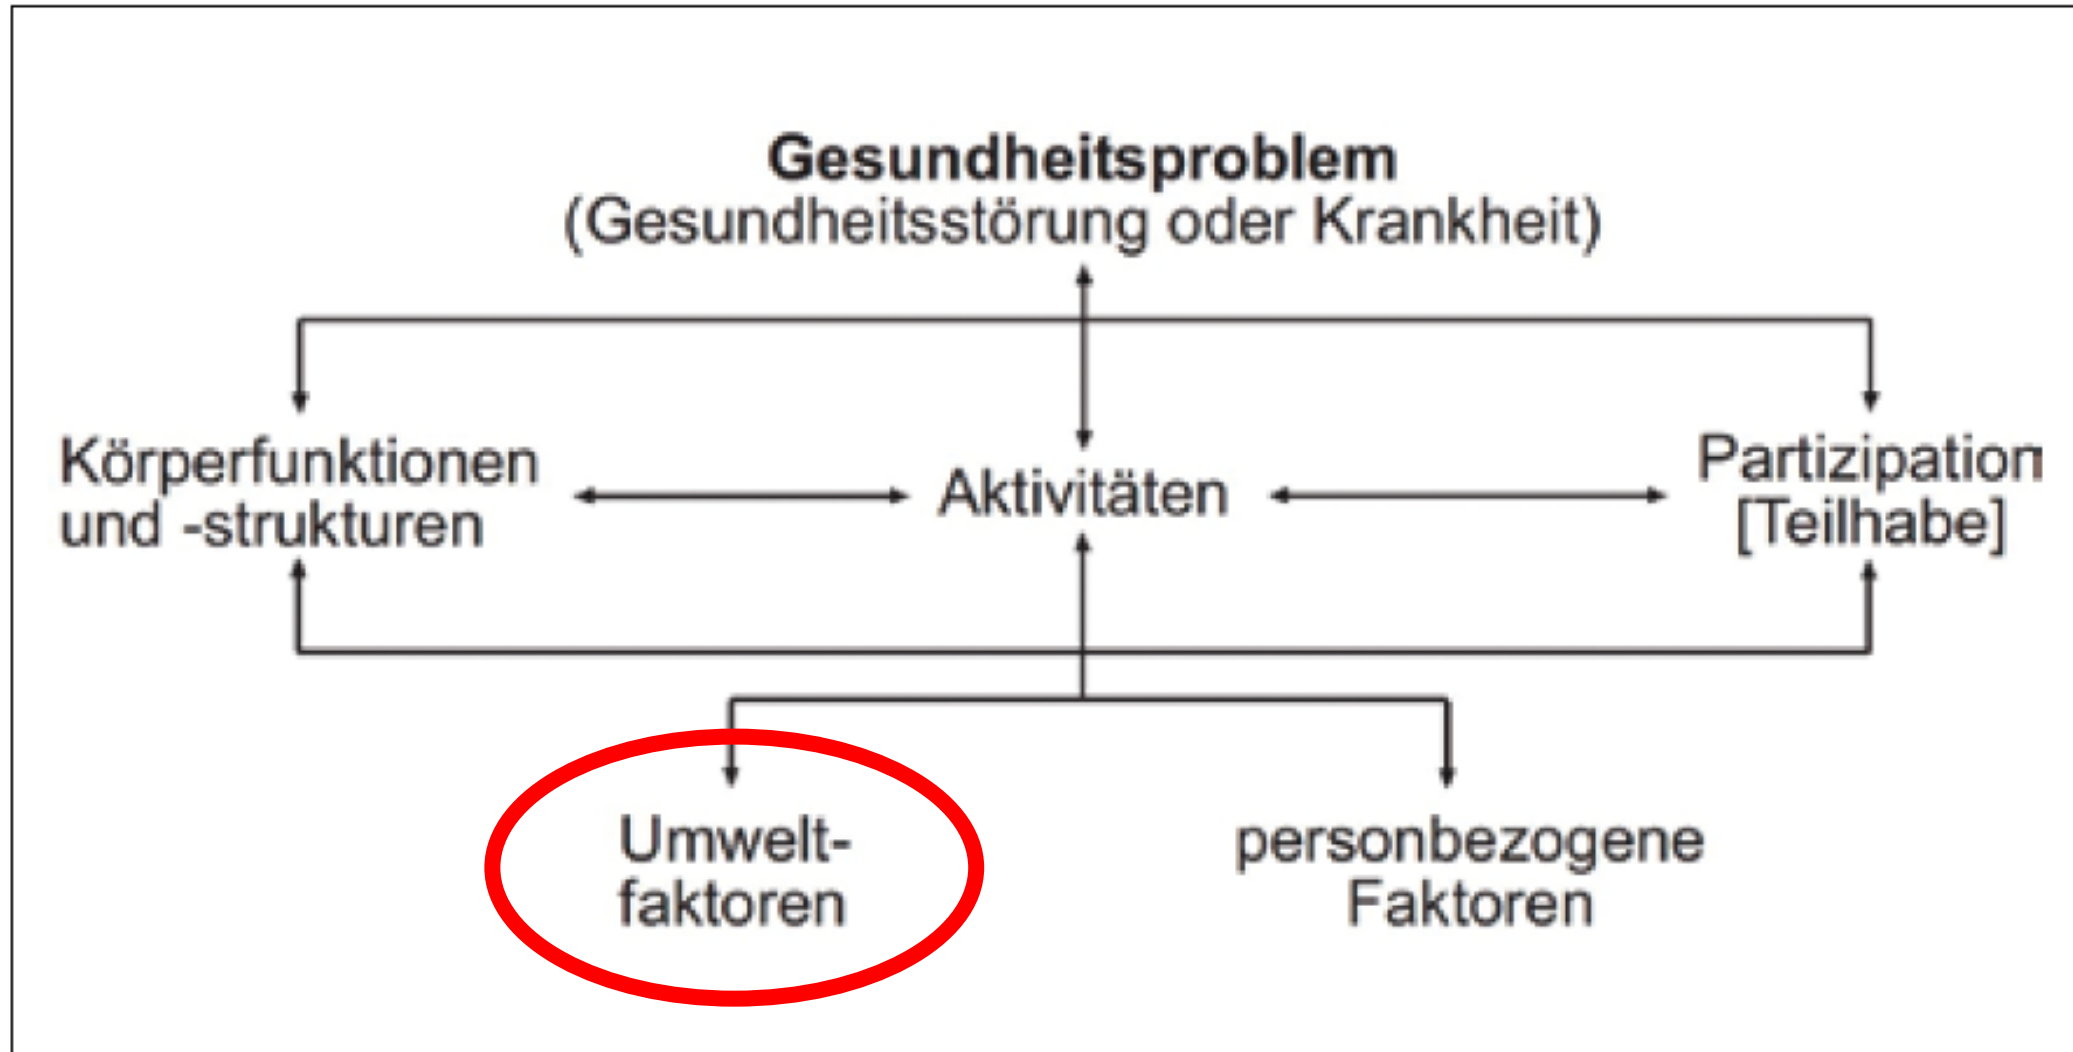 Gesundheitsproblem
(Gesundheitsstörung oder Krankheit)
Körperfunktionen
und -strukturen
Aktivitäten
Partizipation
[Teilhabe]
Umwelt-
faktoren
personbezogene
Faktoren